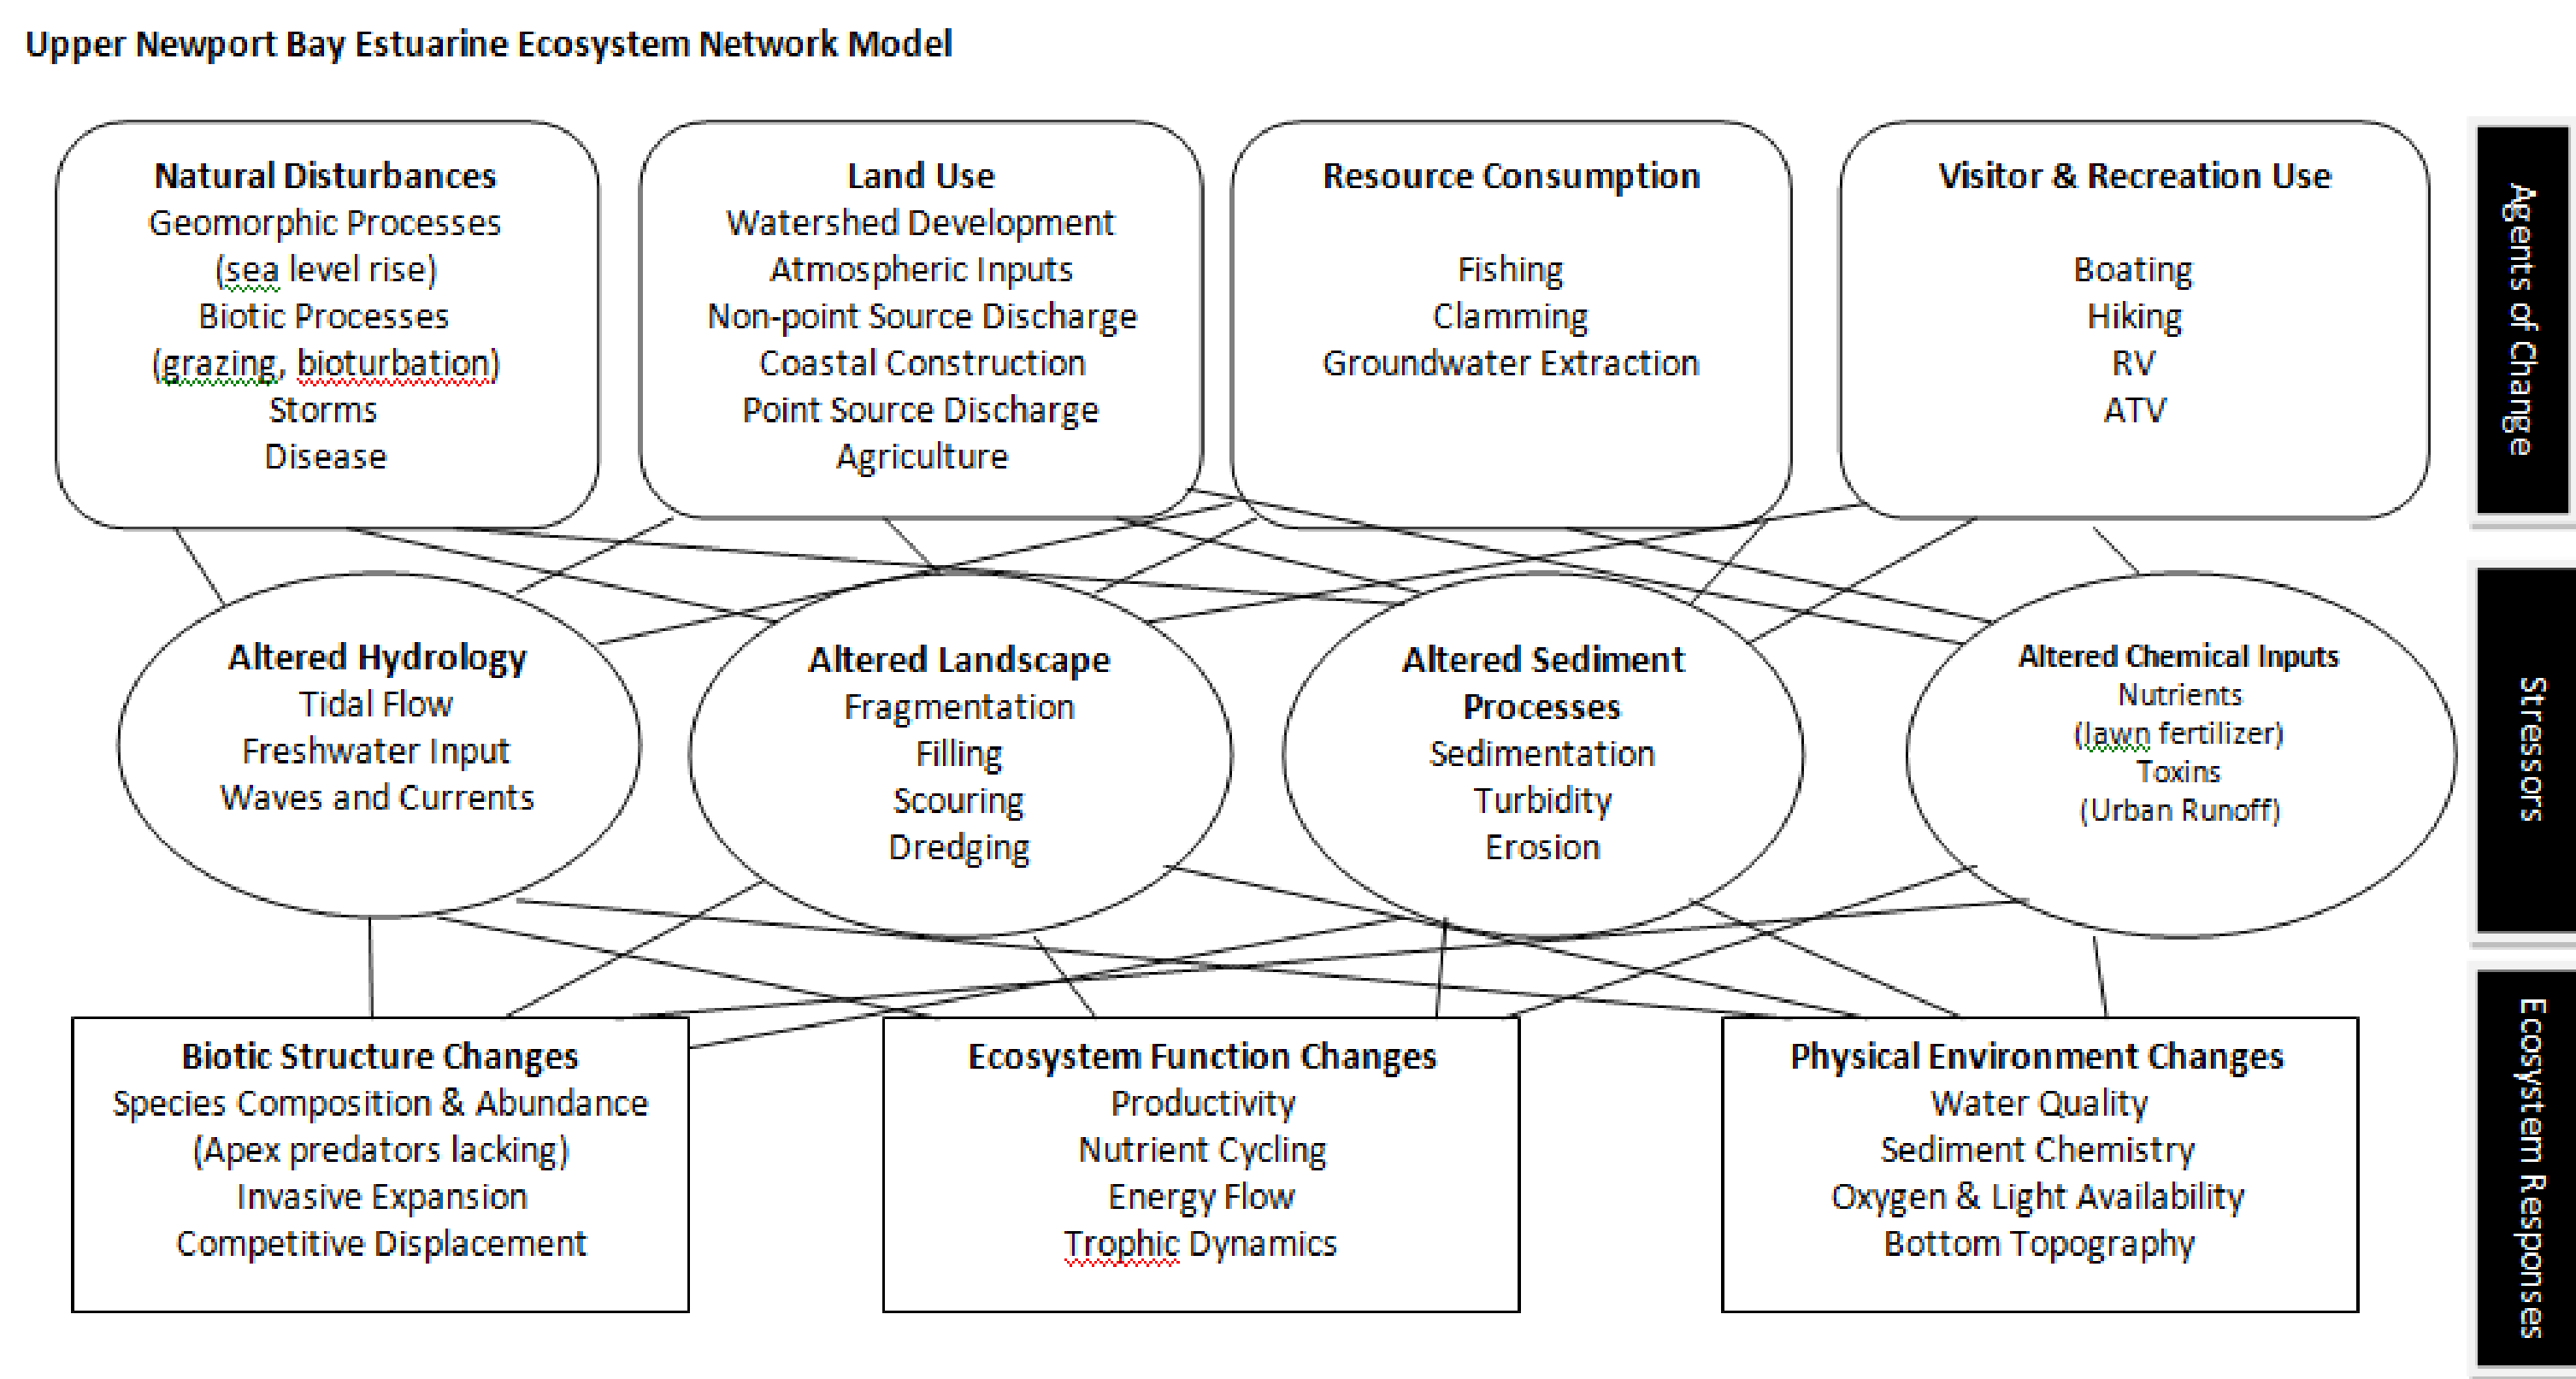 Upper Newport Bay Estuarine Ecosystem Network Model
Natural Disturbances
Geomorphic Processes
(sea level rise)
Biotic Processes
(grazing, bioturbation)
Storms
Disease
Land Use
Watershed Development
Atmospheric Inputs
Non-point Source Discharge
Coastal Construction
Point Source Discharge
Agriculture
Resource Consumption
Fishing
Clamming
Groundwater Extraction
Visitor & Recreation Use
Boating
Hiking
RV
ATV
Agents of Change
Altered Hydrology
Tidal Flow
Freshwater Input
Waves and Currents
Altered Landscape
Fragmentation
Filling
Scouring
Dredging
Altered Sediment
Processes
Sedimentation
Turbidity
Erosion
Altered Chemical Inputs
Nutrients
(lawn fertilizer)
Toxins
(Urban Runoff)
Stressors
Biotic Structure Changes
Species Composition & Abundance
(Apex predators lacking)
Invasive Expansion
Competitive Displacement
Ecosystem Function Changes
Productivity
Nutrient Cycling
Energy Flow
Trophic Dynamics
Physical Environment Changes
Water Quality
Sediment Chemistry
Oxygen & Light Availability
Bottom Topography
Ecosystem Responses